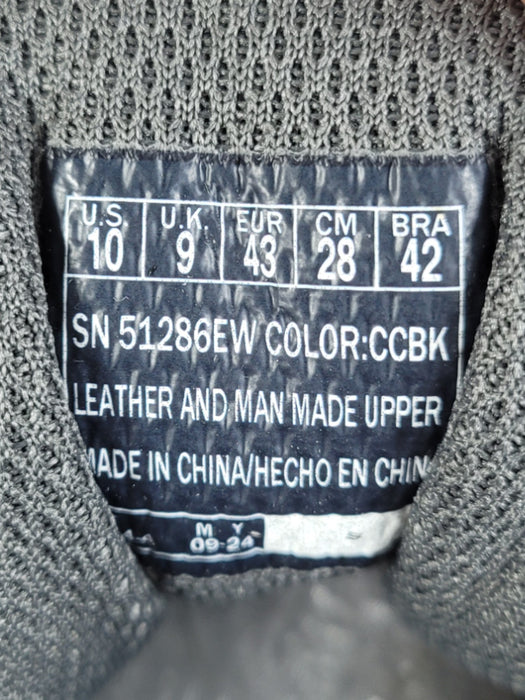 U.S. U.K. EUR CM BRA
10 9 43 28 42
SN 51286EW COLOR:CCBK
LEATHER AND MAN MADE UPPER
MADE IN CHINA/HECHO EN CHIN
M Y
09-24